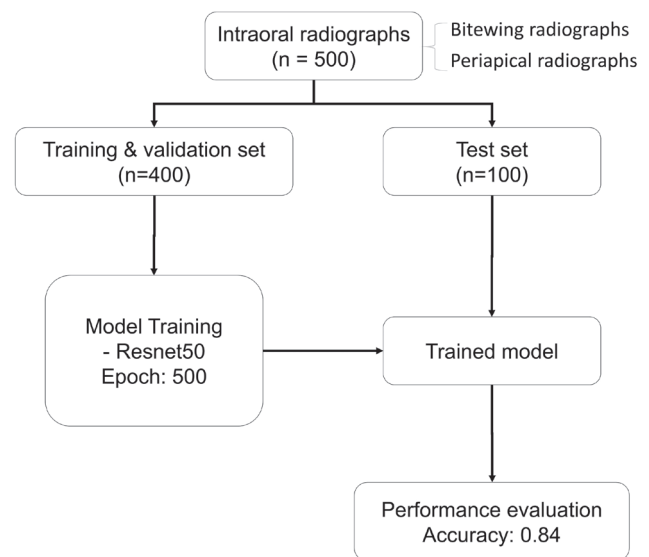 Intraoral radiographs
(n = 500)
Bitewing radiographs
Periapical radiographs
Training & validation set
(n=400)
Test set
(n=100)
Model Training
- Resnet50
Epoch: 500
Trained model
Performance evaluation
Accuracy: 0.84